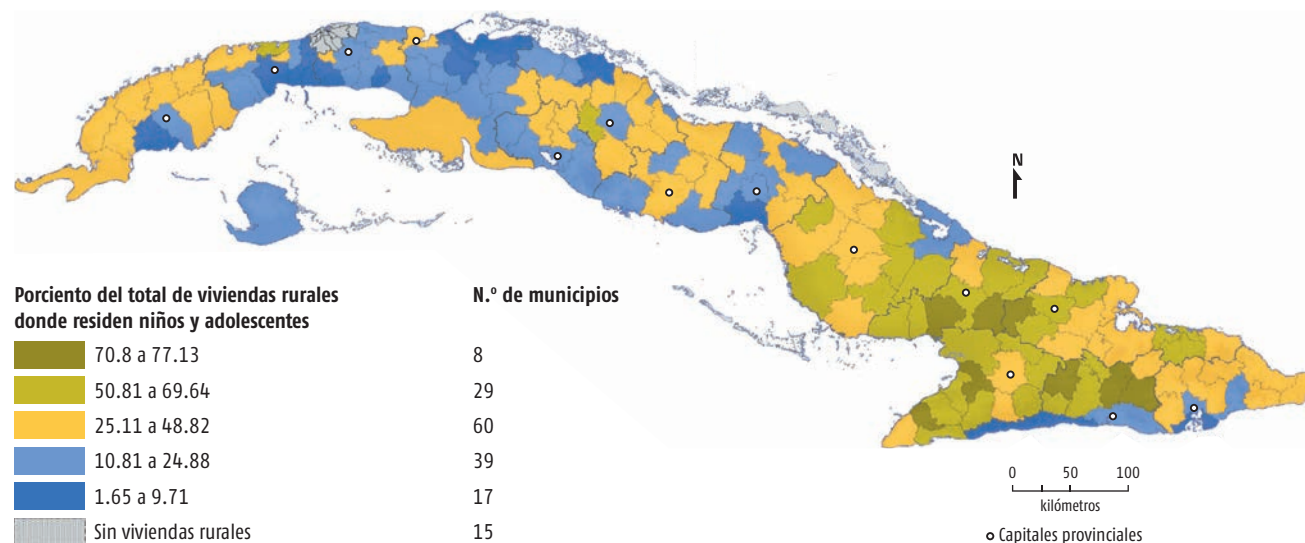 N
Porciento del total de viviendas rurales
donde residen niños y adolescentes
N.º de municipios
70.8 a 77.13 8
50.81 a 69.64 29
25.11 a 48.82 60
10.81 a 24.88 39
1.65 a 9.71 17
Sin viviendas rurales 15
0 50 100
kilómetros
Capitales provinciales